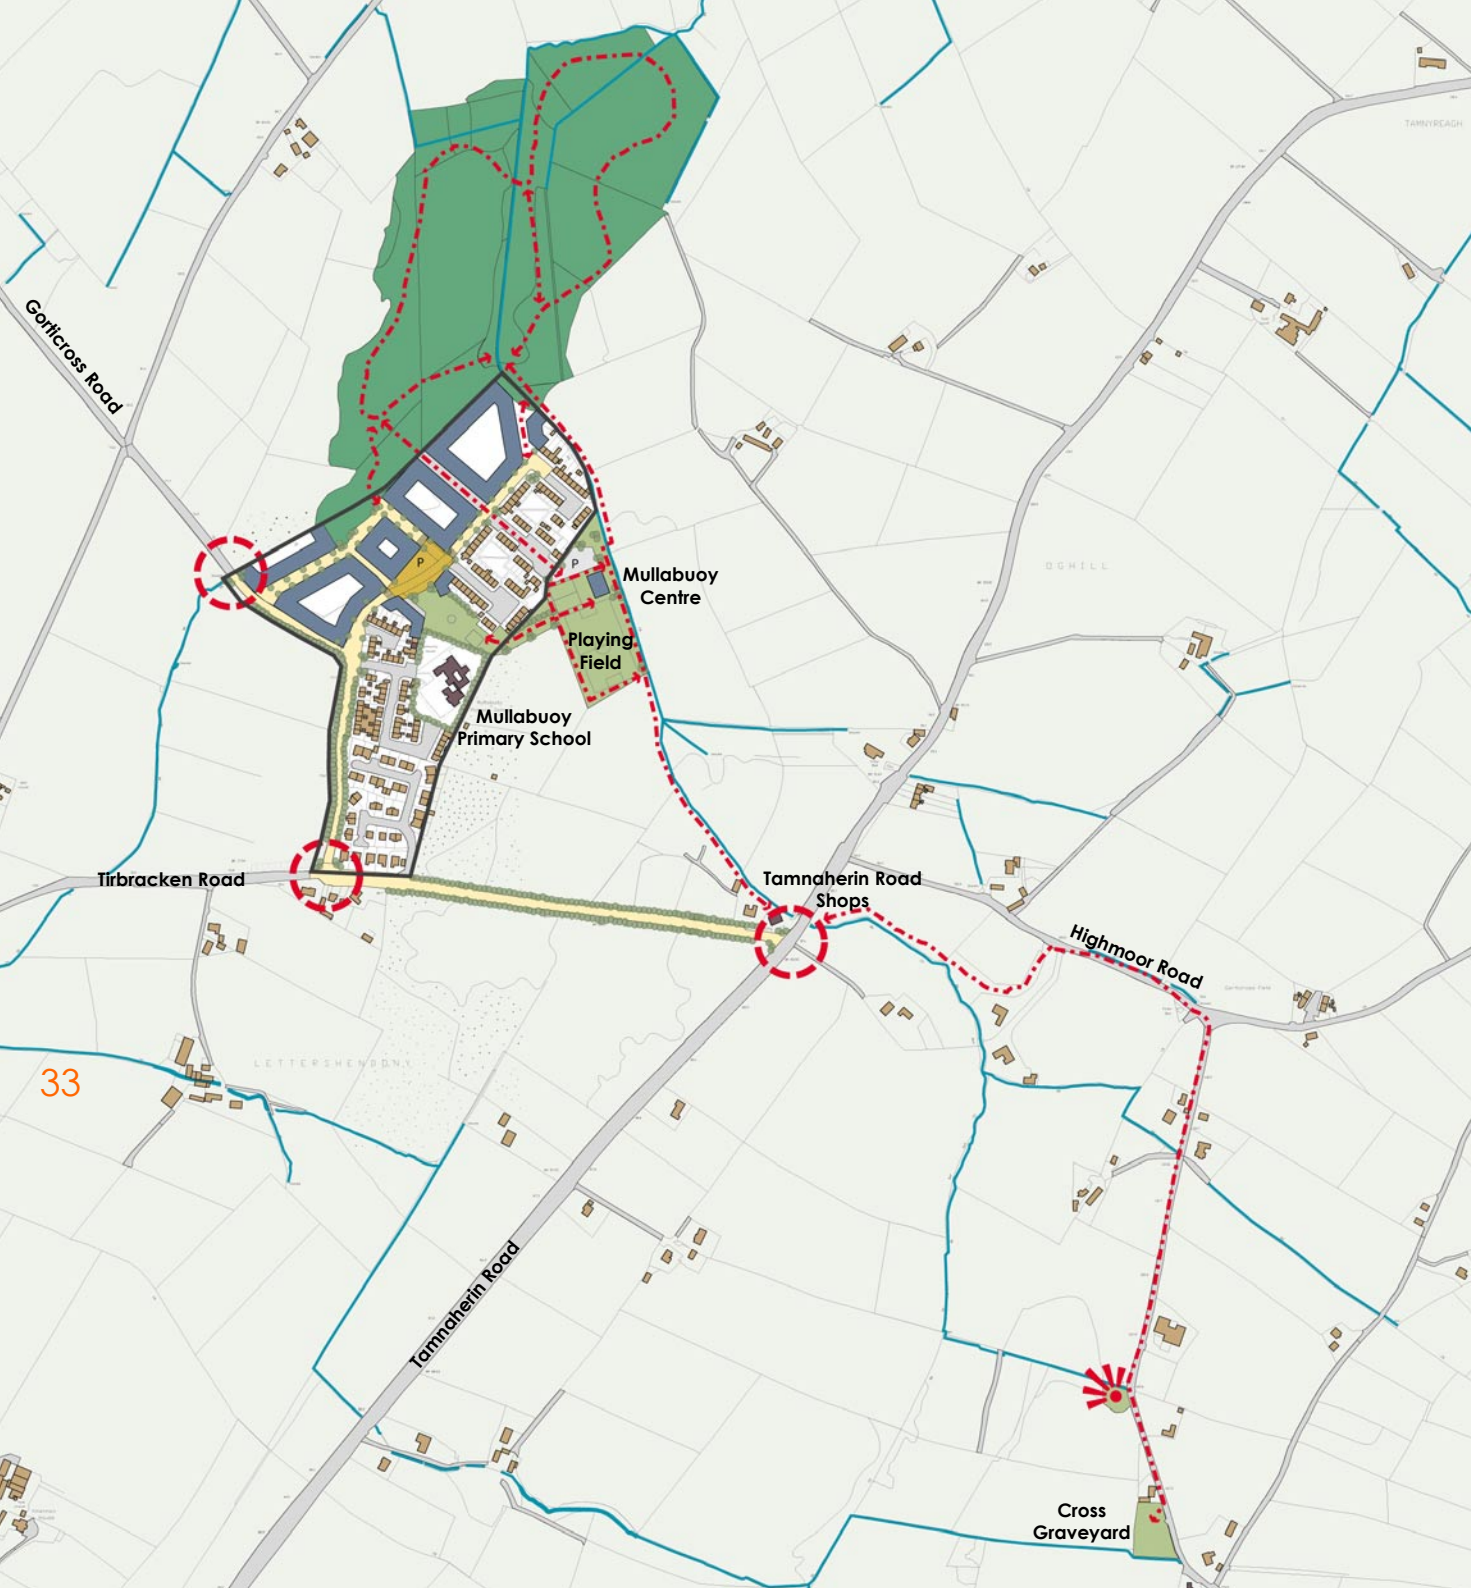 TAMNYREAGH
Gorticross Road
OGHILL
P
P
Mullabuoy
Centre
Playing
Field
Mullabuoy
Primary School
Tirbracken Road
Tamnaherin Road
Shops
Highmoor Road
LETTERSHENDONY
33
Tamnaherin Road
Cross
Graveyard